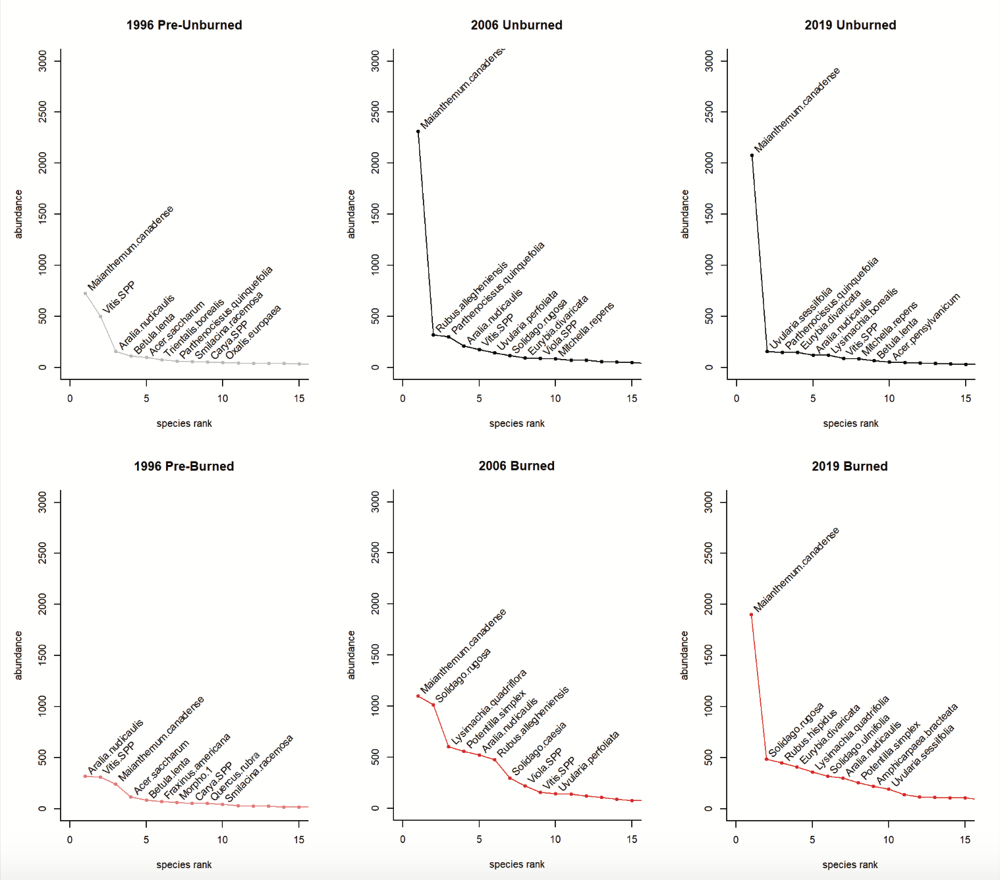 1996 Pre-Unburned
3000
2500
2000
1500
1000
500
0
abundance
Maianthemum.canadense
Vitis.SPP
Aralia.nudicaulis
Betula.lenta
Acer.saccharum
Trientalis.borealis
Parthenocissus.quinquefolia
Smilacina.racemosa
Carya.SPP
Oxalis.europaea
0 5 10 15
species rank
2006 Unburned
3000
2500
2000
1500
1000
500
0
abundance
Maianthemum.canadense
Rubus.allegheniensis
Parthenocissus.quinquefolia
Aralia.nudicaulis
Vitis.SPP
Uvularia.perfoliata
Solidago.rugosa
Eurybia.divaricata
Viola.SPP
Mitchella.repens
0 5 10 15
species rank
2019 Unburned
3000
2500
2000
1500
1000
500
0
abundance
Maianthemum.canadense
Uvularia.sessilfolia
Parthenocissus.quinquefolia
Eurybia.divaricata
Aralia.nudicaulis
Lysimachia.borealis
Vitis.SPP
Mitchella.repens
Betula.lenta
Acer.pensylvanicum
0 5 10 15
species rank
1996 Pre-Burned
3000
2500
2000
1500
1000
500
0
abundance
Aralia.nudicaulis
Vitis.SPP
Maianthemum.canadense
Acer.saccharum
Betula.lenta
Fraxinus.americana
Morpho.1
Carya.SPP
Quercus.rubra
Smilacina.racemosa
0 5 10 15
species rank
2006 Burned
3000
2500
2000
1500
1000
500
0
abundance
Maianthemum.canadense
Solidago.rugosa
Lysimachia.quadriflora
Potentilla.simplex
Aralia.nudicaulis
Rubus.allegheniensis
Solidago.caesia
Viola.SPP
Vitis.SPP
Uvularia.perfoliata
0 5 10 15
species rank
2019 Burned
3000
2500
2000
1500
1000
500
0
abundance
Maianthemum.canadense
Solidago.rugosa
Rubus.hispidus
Eurybia.divaricata
Lysimachia.quadrifolia
Solidago.ulmifolia
Aralia.nudicaulis
Potentilla.simplex
Amphicarpaea.bracteata
Uvularia.sessilfolia
0 5 10 15
species rank